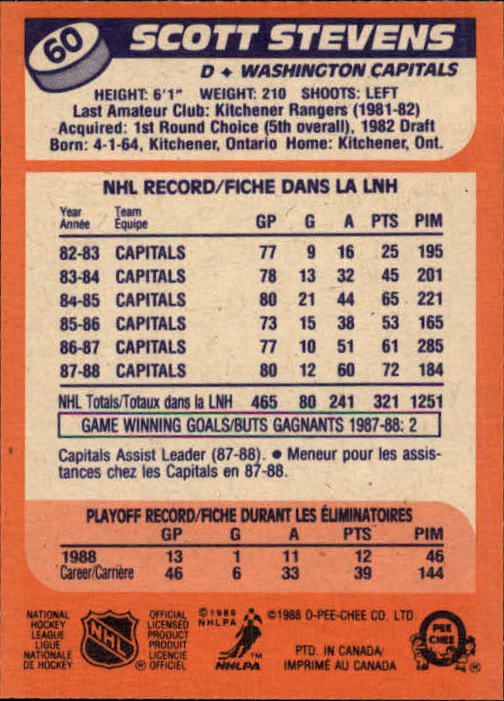 60
SCOTT STEVENS
D ✦ WASHINGTON CAPITALS
HEIGHT: 6'1" WEIGHT: 210 SHOOTS: LEFT
Last Amateur Club: Kitchener Rangers (1981-82)
Acquired: 1st Round Choice (5th overall), 1982 Draft
Born: 4-1-64, Kitchener, Ontario Home: Kitchener, Ont.
NHL RECORD/FICHE DANS LA LNH
Year Team
Année Équipe GP G A PTS PIM
82-83 CAPITALS 77 9 16 25 195
83-84 CAPITALS 78 13 32 45 201
84-85 CAPITALS 80 21 44 65 221
85-86 CAPITALS 73 15 38 53 165
86-87 CAPITALS 77 10 51 61 285
87-88 CAPITALS 80 12 60 72 184
NHL Totals/Totaux dans la LNH 465 80 241 321 1251
GAME WINNING GOALS/BUTS GAGNANTS 1987-88: 2
Capitals Assist Leader (87-88). ● Meneur pour les assis-
tances chez les Capitals en 87-88.
PLAYOFF RECORD/FICHE DURANT LES ÉLIMINATOIRES
GP G A PTS PIM
1988 13 1 11 12 46
Career/Carrière 46 6 33 39 144
NATIONAL
HOCKEY
LEAGUE
LIGUE
NATIONALE
DE HOCKEY
NHL
OFFICIAL
LICENSED
PRODUCT
PRODUIT
LICENCIÉ
OFFICIEL
©1988
NHLPA
NHLPA
™
©1988 O-PEE-CHEE CO. LTD
PTD. IN CANADA/
IMPRIMÉ AU CANADA
PEE
CHEE
®